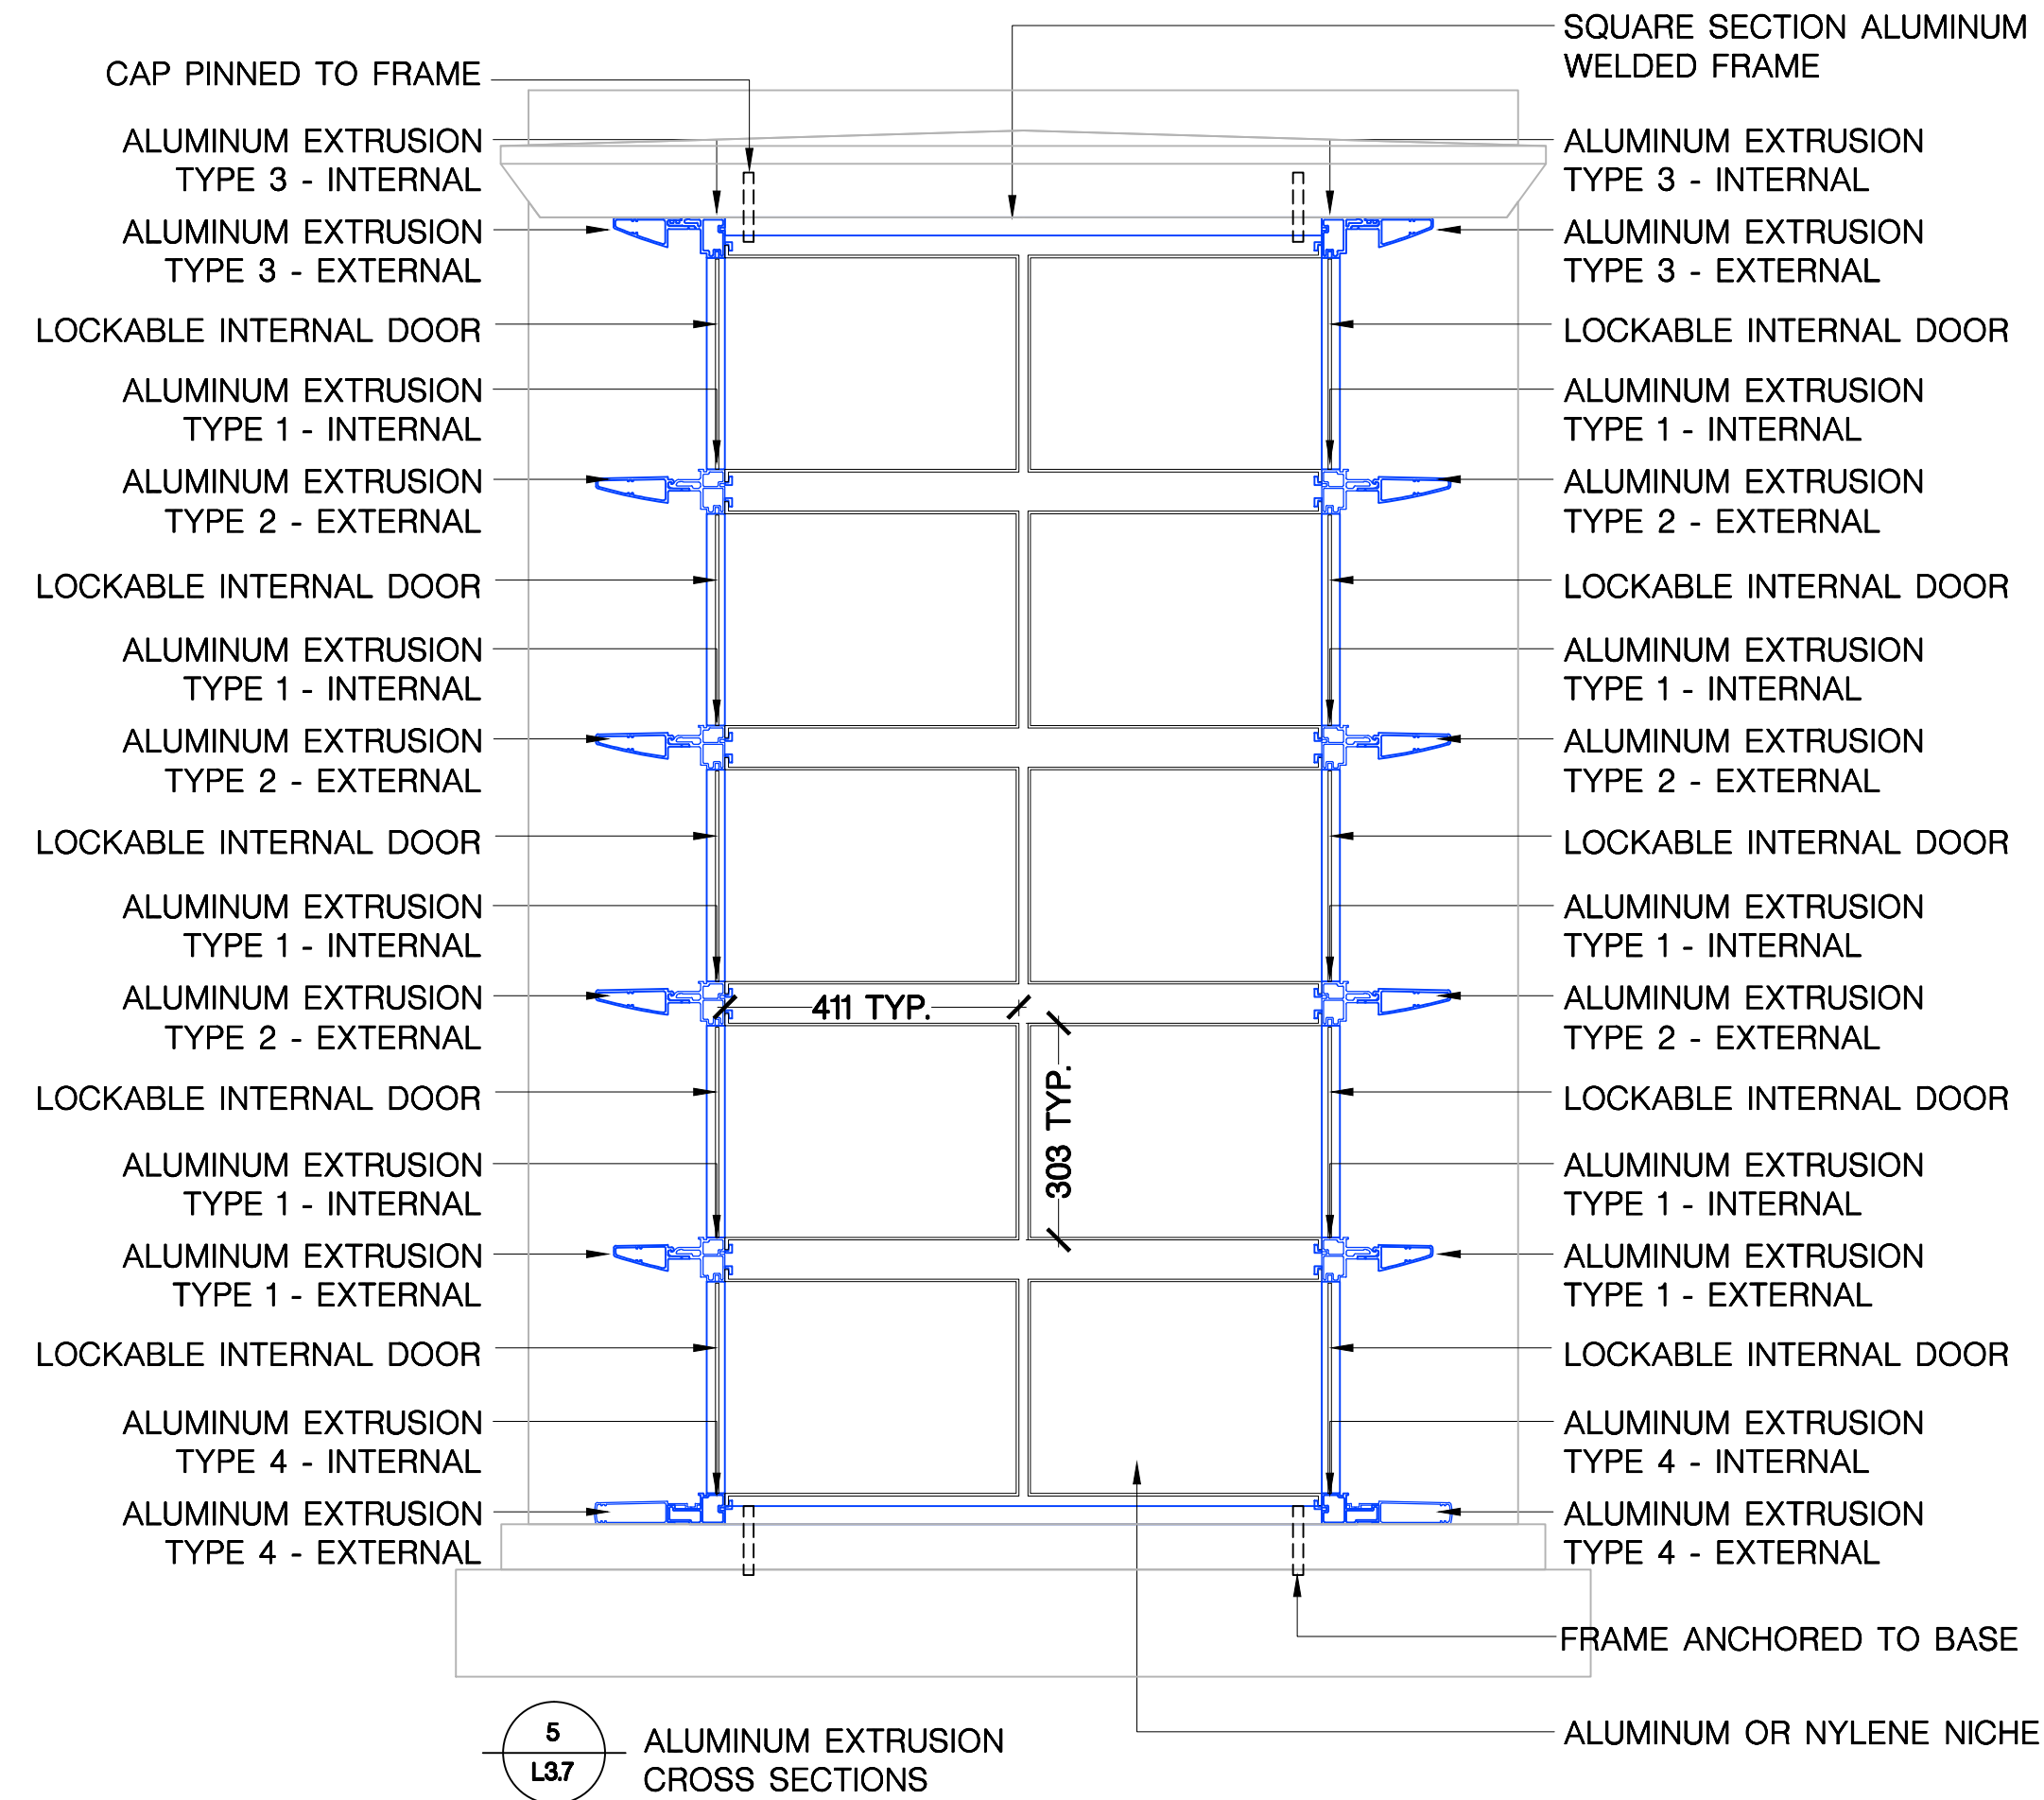 CAP PINNED TO FRAME
ALUMINUM EXTRUSION
TYPE 3 - INTERNAL
ALUMINUM EXTRUSION
TYPE 3 - EXTERNAL
LOCKABLE INTERNAL DOOR
ALUMINUM EXTRUSION
TYPE 1 - INTERNAL
ALUMINUM EXTRUSION
TYPE 2 - EXTERNAL
LOCKABLE INTERNAL DOOR
ALUMINUM EXTRUSION
TYPE 1 - INTERNAL
ALUMINUM EXTRUSION
TYPE 2 - EXTERNAL
LOCKABLE INTERNAL DOOR
ALUMINUM EXTRUSION
TYPE 1 - INTERNAL
ALUMINUM EXTRUSION
TYPE 2 - EXTERNAL
LOCKABLE INTERNAL DOOR
ALUMINUM EXTRUSION
TYPE 1 - INTERNAL
ALUMINUM EXTRUSION
TYPE 1 - EXTERNAL
LOCKABLE INTERNAL DOOR
ALUMINUM EXTRUSION
TYPE 4 - INTERNAL
ALUMINUM EXTRUSION
TYPE 4 - EXTERNAL
411 TYP.
303 TYP.
SQUARE SECTION ALUMINUM
WELDED FRAME
ALUMINUM EXTRUSION
TYPE 3 - INTERNAL
ALUMINUM EXTRUSION
TYPE 3 - EXTERNAL
LOCKABLE INTERNAL DOOR
ALUMINUM EXTRUSION
TYPE 1 - INTERNAL
ALUMINUM EXTRUSION
TYPE 2 - EXTERNAL
LOCKABLE INTERNAL DOOR
ALUMINUM EXTRUSION
TYPE 1 - INTERNAL
ALUMINUM EXTRUSION
TYPE 2 - EXTERNAL
LOCKABLE INTERNAL DOOR
ALUMINUM EXTRUSION
TYPE 1 - INTERNAL
ALUMINUM EXTRUSION
TYPE 2 - EXTERNAL
LOCKABLE INTERNAL DOOR
ALUMINUM EXTRUSION
TYPE 1 - INTERNAL
ALUMINUM EXTRUSION
TYPE 1 - EXTERNAL
LOCKABLE INTERNAL DOOR
ALUMINUM EXTRUSION
TYPE 4 - INTERNAL
ALUMINUM EXTRUSION
TYPE 4 - EXTERNAL
FRAME ANCHORED TO BASE
ALUMINUM OR NYLENE NICHE
5
L3.7
ALUMINUM EXTRUSION
CROSS SECTIONS